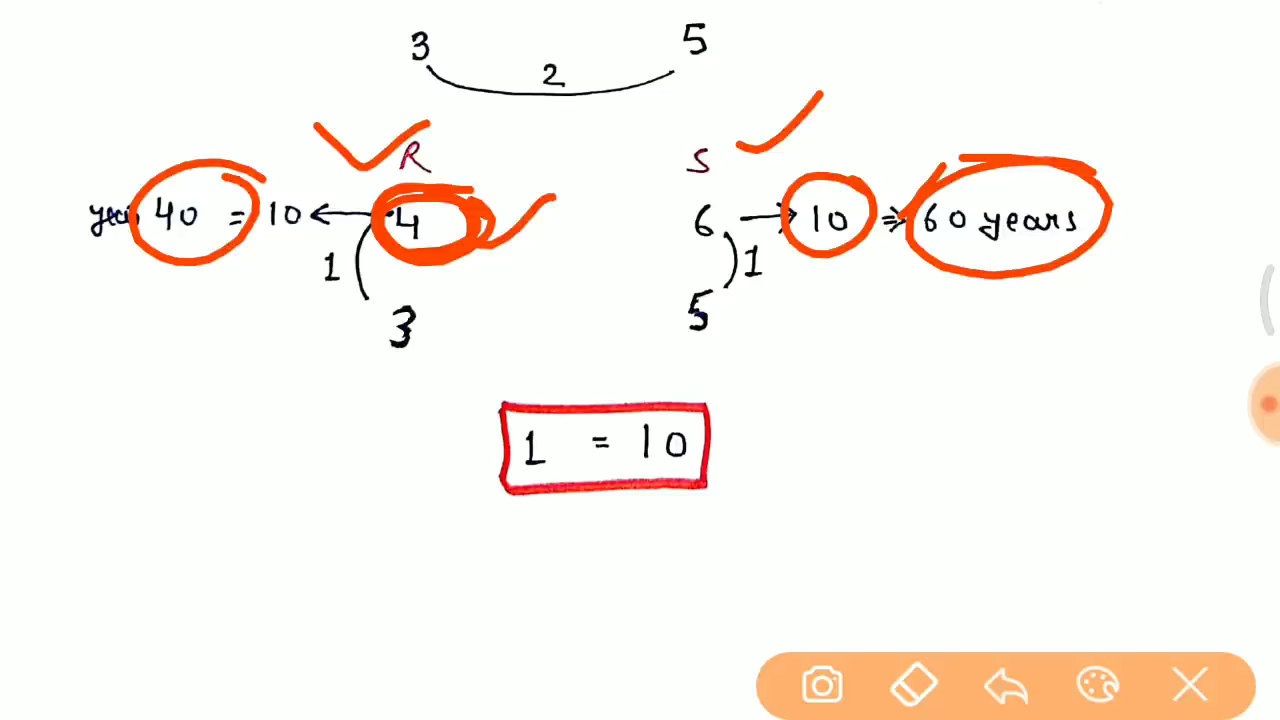 3 2 5
R S
40 = 10 ← 4 6 → 10 ⇒ 60 years
1 1
3 5
1 = 10